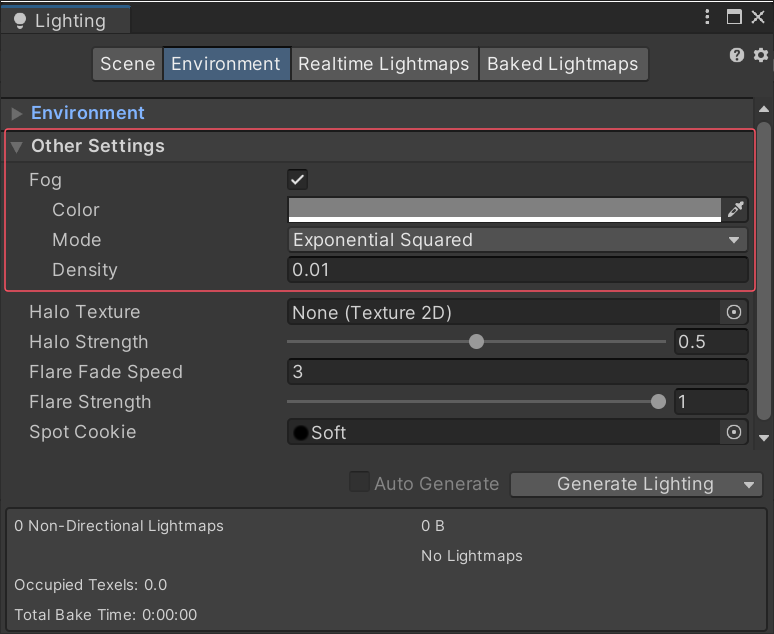 Lighting
Scene Environment Realtime Lightmaps Baked Lightmaps
Environment
Other Settings
Fog
Color
Mode Exponential Squared
Density 0.01
Halo Texture None (Texture 2D)
Halo Strength 0.5
Flare Fade Speed 3
Flare Strength 1
Spot Cookie Soft
Auto Generate Generate Lighting
0 Non-Directional Lightmaps 0 B
No Lightmaps
Occupied Texels: 0.0
Total Bake Time: 0:00:00